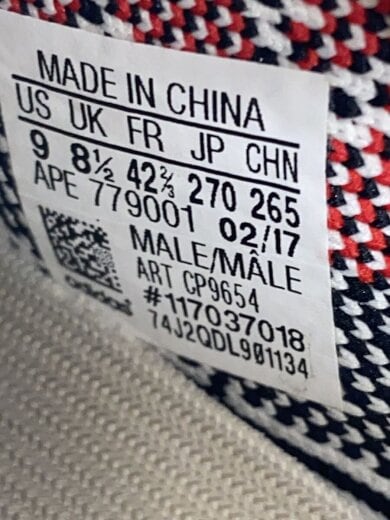 MADE IN CHINA
US UK FR JP CHN
9 8½ 42⅔ 270 265
APE 779001 02/17
MALE/MÂLE
ART CP9654
#117037018
74J2QDL901134
adidas